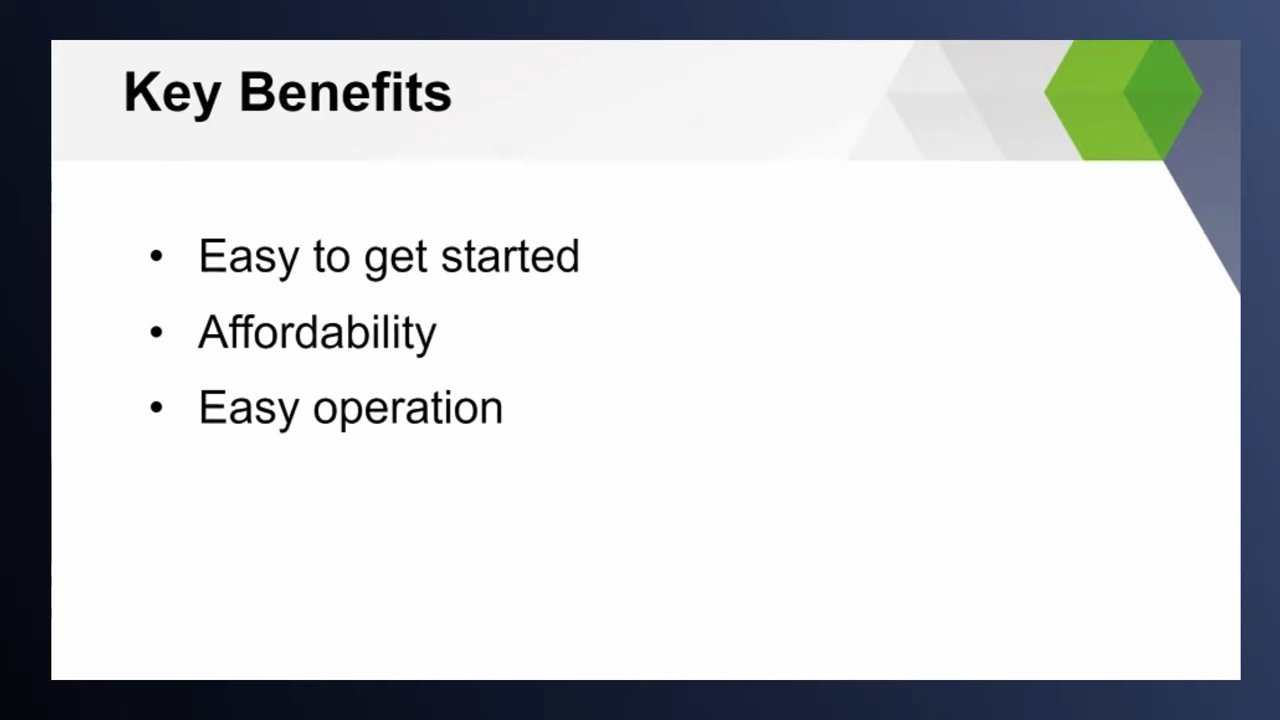 Key Benefits
• Easy to get started
• Affordability
• Easy operation